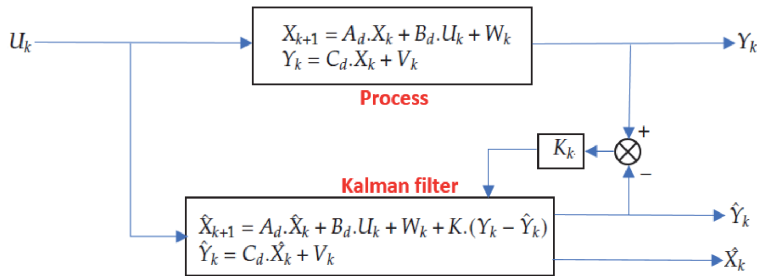 U_k
X_{k+1} = A_d.X_k + B_d.U_k + W_k
Y_k = C_d.X_k + V_k
Y_k
Process
+
K_k
−
Kalman filter
X̂_{k+1} = A_d.X̂_k + B_d.U_k + W_k + K.(Y_k − Ŷ_k)
Ŷ_k = C_d.X̂_k + V_k
Ŷ_k
X̂_k